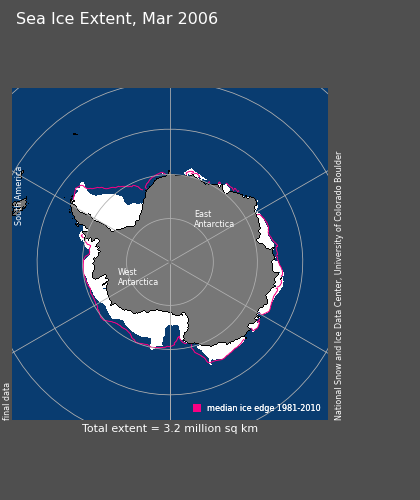 Sea Ice Extent, Mar 2006
South America
East
Antarctica
West
Antarctica
National Snow and Ice Data Center, University of Colorado Boulder
final data
median ice edge 1981-2010
Total extent = 3.2 million sq km